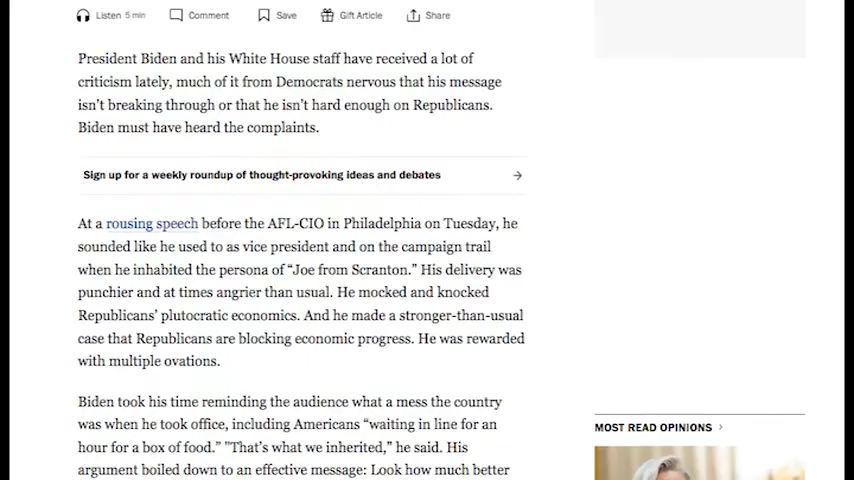 Listen 5 min Comment Save Gift Article Share
President Biden and his White House staff have received a lot of
criticism lately, much of it from Democrats nervous that his message
isn't breaking through or that he isn't hard enough on Republicans.
Biden must have heard the complaints.
Sign up for a weekly roundup of thought-provoking ideas and debates
At a rousing speech before the AFL-CIO in Philadelphia on Tuesday, he
sounded like he used to as vice president and on the campaign trail
when he inhabited the persona of “Joe from Scranton.” His delivery was
punchier and at times angrier than usual. He mocked and knocked
Republicans’ plutocratic economics. And he made a stronger-than-usual
case that Republicans are blocking economic progress. He was rewarded
with multiple ovations.
Biden took his time reminding the audience what a mess the country
was when he took office, including Americans “waiting in line for an
hour for a box of food.” "That’s what we inherited,” he said. His
argument boiled down to an effective message: Look how much better
MOST READ OPINIONS